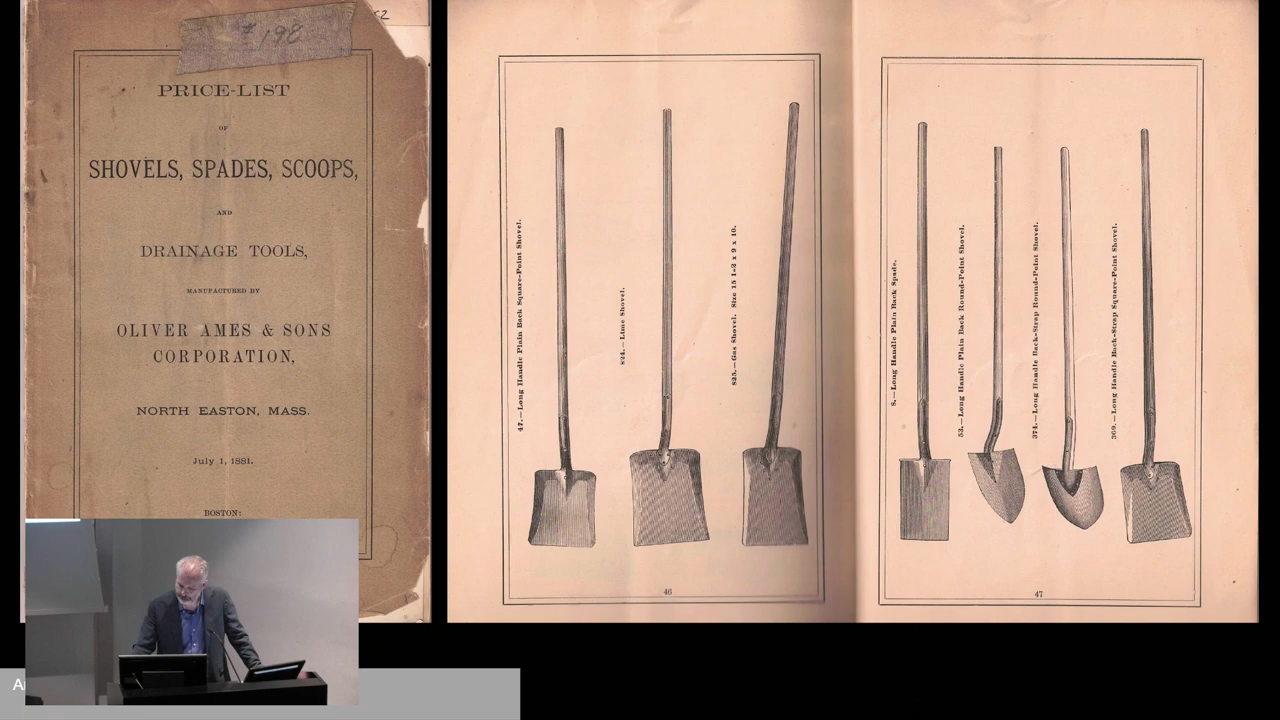 198
PRICE-LIST
OF
SHOVELS, SPADES, SCOOPS,
AND
DRAINAGE TOOLS,
MANUFACTURED BY
OLIVER AMES & SONS
CORPORATION,
NORTH EASTON, MASS.
July 1, 1881.
BOSTON:
47.—Long Handle Plain Back Square-Point Shovel.
824.—Lime Shovel.
825.—Gas Shovel. Size 15 1-2 x 9 x 10.
46
8.—Long Handle Plain Back Spade.
53.—Long Handle Plain Back Round-Point Shovel.
374.—Long Handle Back-Strap Round-Point Shovel.
369.—Long Handle Back-Strap Square-Point Shovel.
47